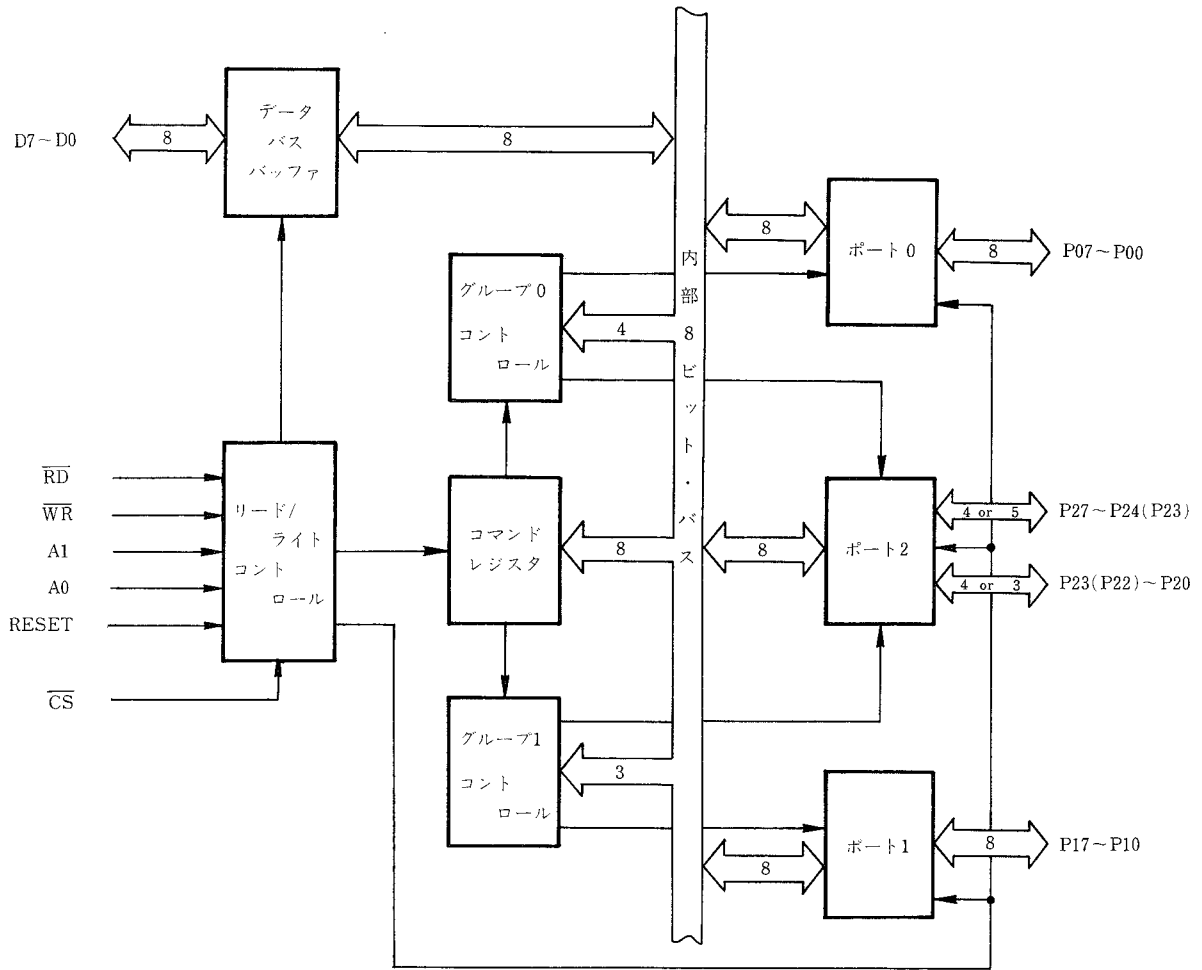 D7～D0
8
データ
バス
バッファ
8
内部8ビット・バス
8
ポート0
8
P07～P00
グループ0
コント
ロール
4
R̅D̅
W̅R̅
A1
A0
RESET
C̅S̅
リード/
ライト
コント
ロール
コマンド
レジスタ
8
8
ポート2
4 or 5
P27～P24(P23)
4 or 3
P23(P22)～P20
グループ1
コント
ロール
3
8
ポート1
8
P17～P10